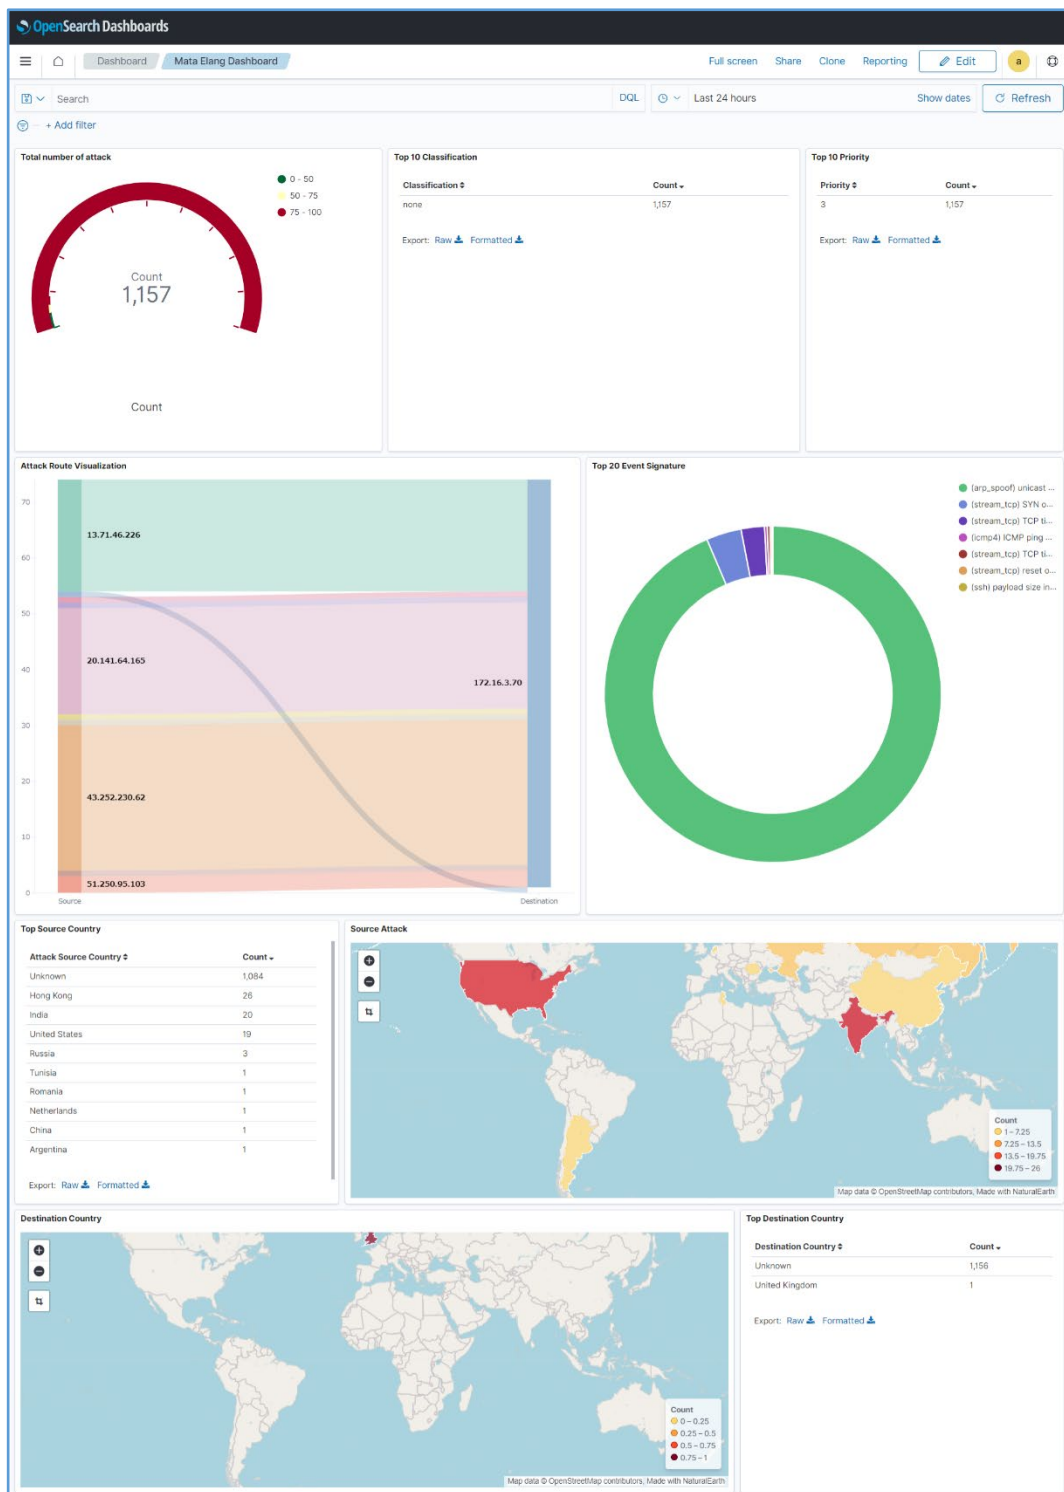 OpenSearch Dashboards
Dashboard Mata Elang Dashboard Full screen Share Clone Reporting Edit a
Search DQL Last 24 hours Show dates Refresh
+ Add filter
Total number of attack
0 - 50
50 - 75
75 - 100
Count
1,157
Count
Top 10 Classification
Classification Count
none 1,157
Export: Raw Formatted
Top 10 Priority
Priority Count
3 1,157
Export: Raw Formatted
Attack Route Visualization
70
60
50
40
30
20
10
0
13.71.46.226
20.141.64.165
172.16.3.70
43.252.230.62
51.250.95.103
Source Destination
Top 20 Event Signature
(arp_spoof) unicast ...
(stream_tcp) SYN o...
(stream_tcp) TCP ti...
(icmp4) ICMP ping ...
(stream_tcp) TCP ti...
(stream_tcp) reset o...
(ssh) payload size in...
Top Source Country
Attack Source Country Count
Unknown 1,084
Hong Kong 26
India 20
United States 19
Russia 3
Tunisia 1
Romania 1
Netherlands 1
China 1
Argentina 1
Export: Raw Formatted
Source Attack
Count
1 – 7.25
7.25 – 13.5
13.5 – 19.75
19.75 – 26
Map data © OpenStreetMap contributors, Made with NaturalEarth
Destination Country
Count
0 – 0.25
0.25 – 0.5
0.5 – 0.75
0.75 – 1
Map data © OpenStreetMap contributors, Made with NaturalEarth
Top Destination Country
Destination Country Count
Unknown 1,156
United Kingdom 1
Export: Raw Formatted